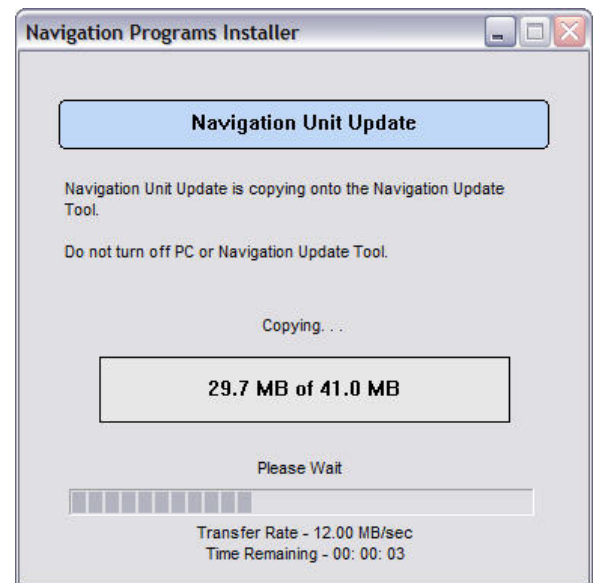 Navigation Programs Installer
Navigation Unit Update
Navigation Unit Update is copying onto the Navigation Update
Tool.
Do not turn off PC or Navigation Update Tool.
Copying. . .
29.7 MB of 41.0 MB
Please Wait
Transfer Rate - 12.00 MB/sec
Time Remaining - 00: 00: 03